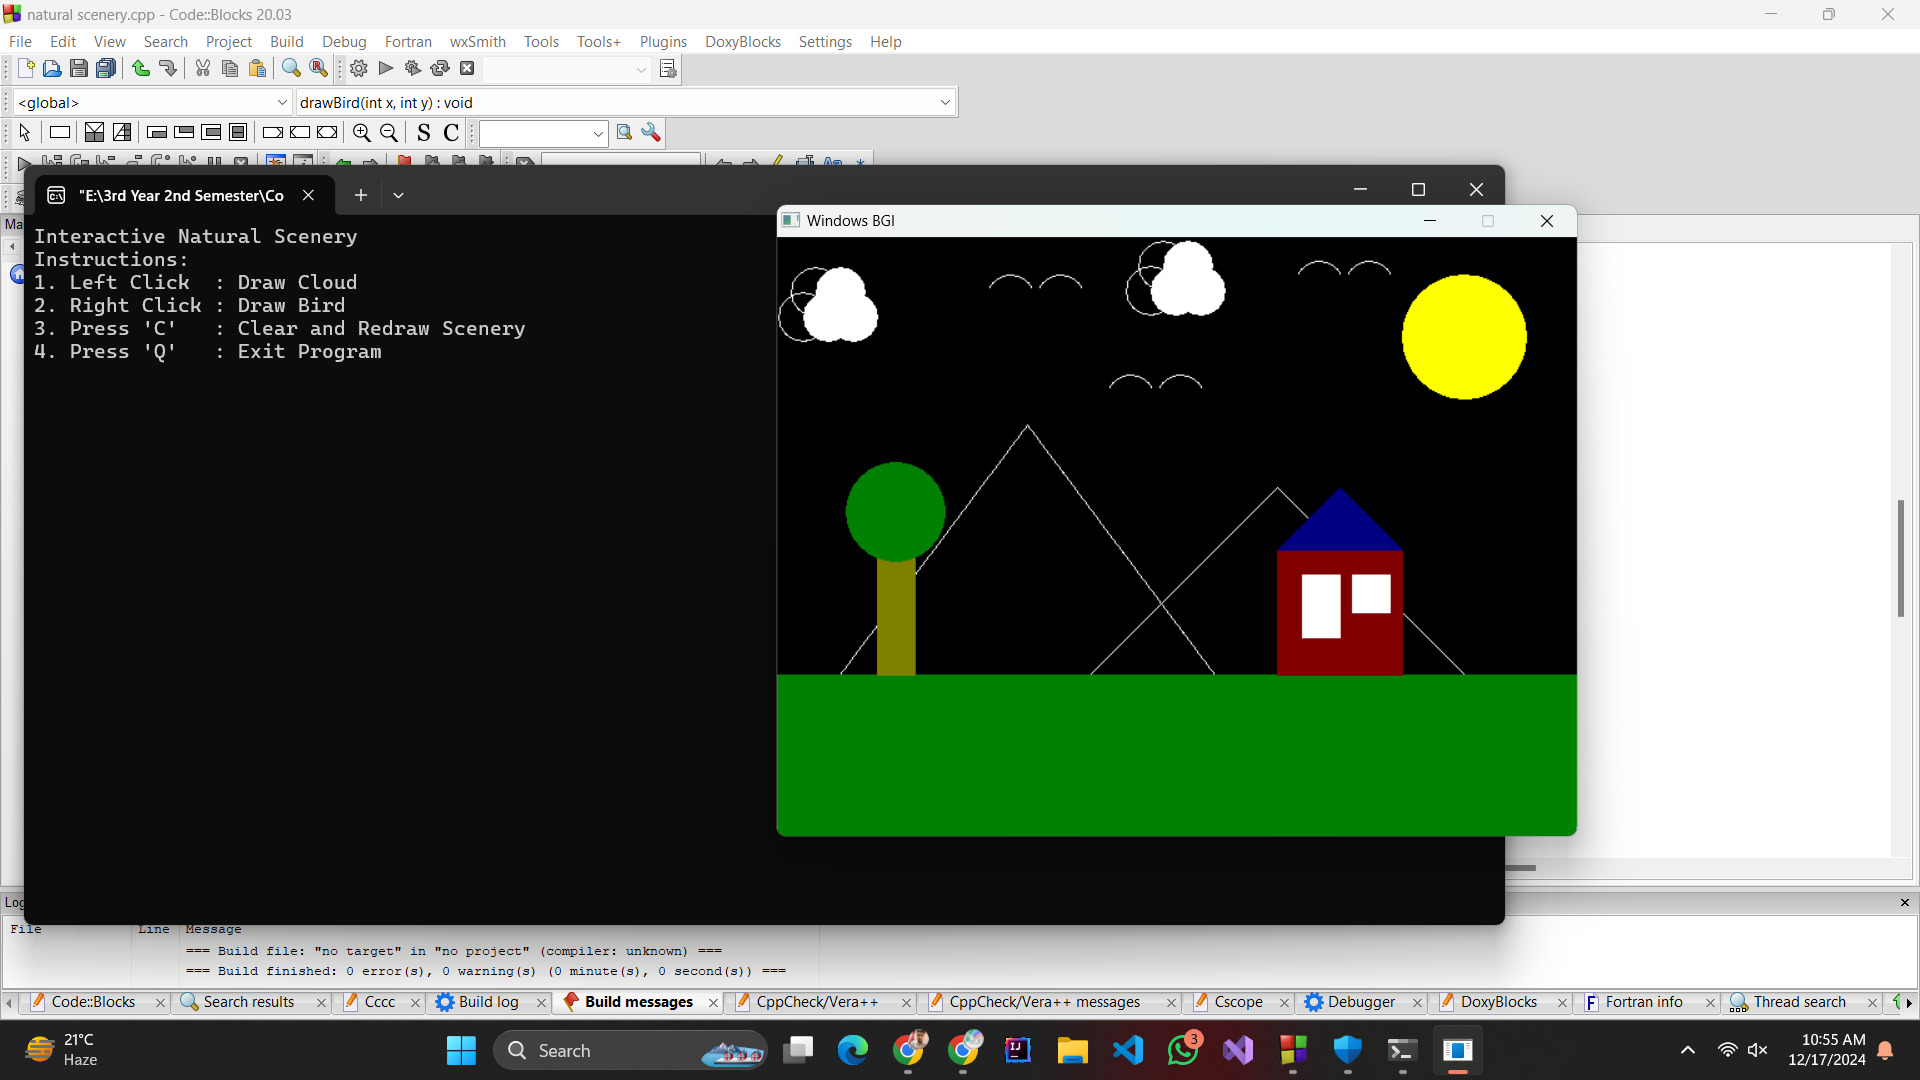 natural scenery.cpp - Code::Blocks 20.03
File Edit View Search Project Build Debug Fortran wxSmith Tools Tools+ Plugins DoxyBlocks Settings Help
<global> drawBird(int x, int y) : void
S C
"E:\3rd Year 2nd Semester\Co
Windows BGI
Interactive Natural Scenery
Instructions:
1. Left Click : Draw Cloud
2. Right Click : Draw Bird
3. Press 'C' : Clear and Redraw Scenery
4. Press 'Q' : Exit Program
File Line Message
=== Build file: "no target" in "no project" (compiler: unknown) ===
=== Build finished: 0 error(s), 0 warning(s) (0 minute(s), 0 second(s)) ===
Code::Blocks Search results Cccc Build log Build messages CppCheck/Vera++ CppCheck/Vera++ messages Cscope Debugger DoxyBlocks Fortran info Thread search
21°C
Haze
Search
3
10:55 AM
12/17/2024